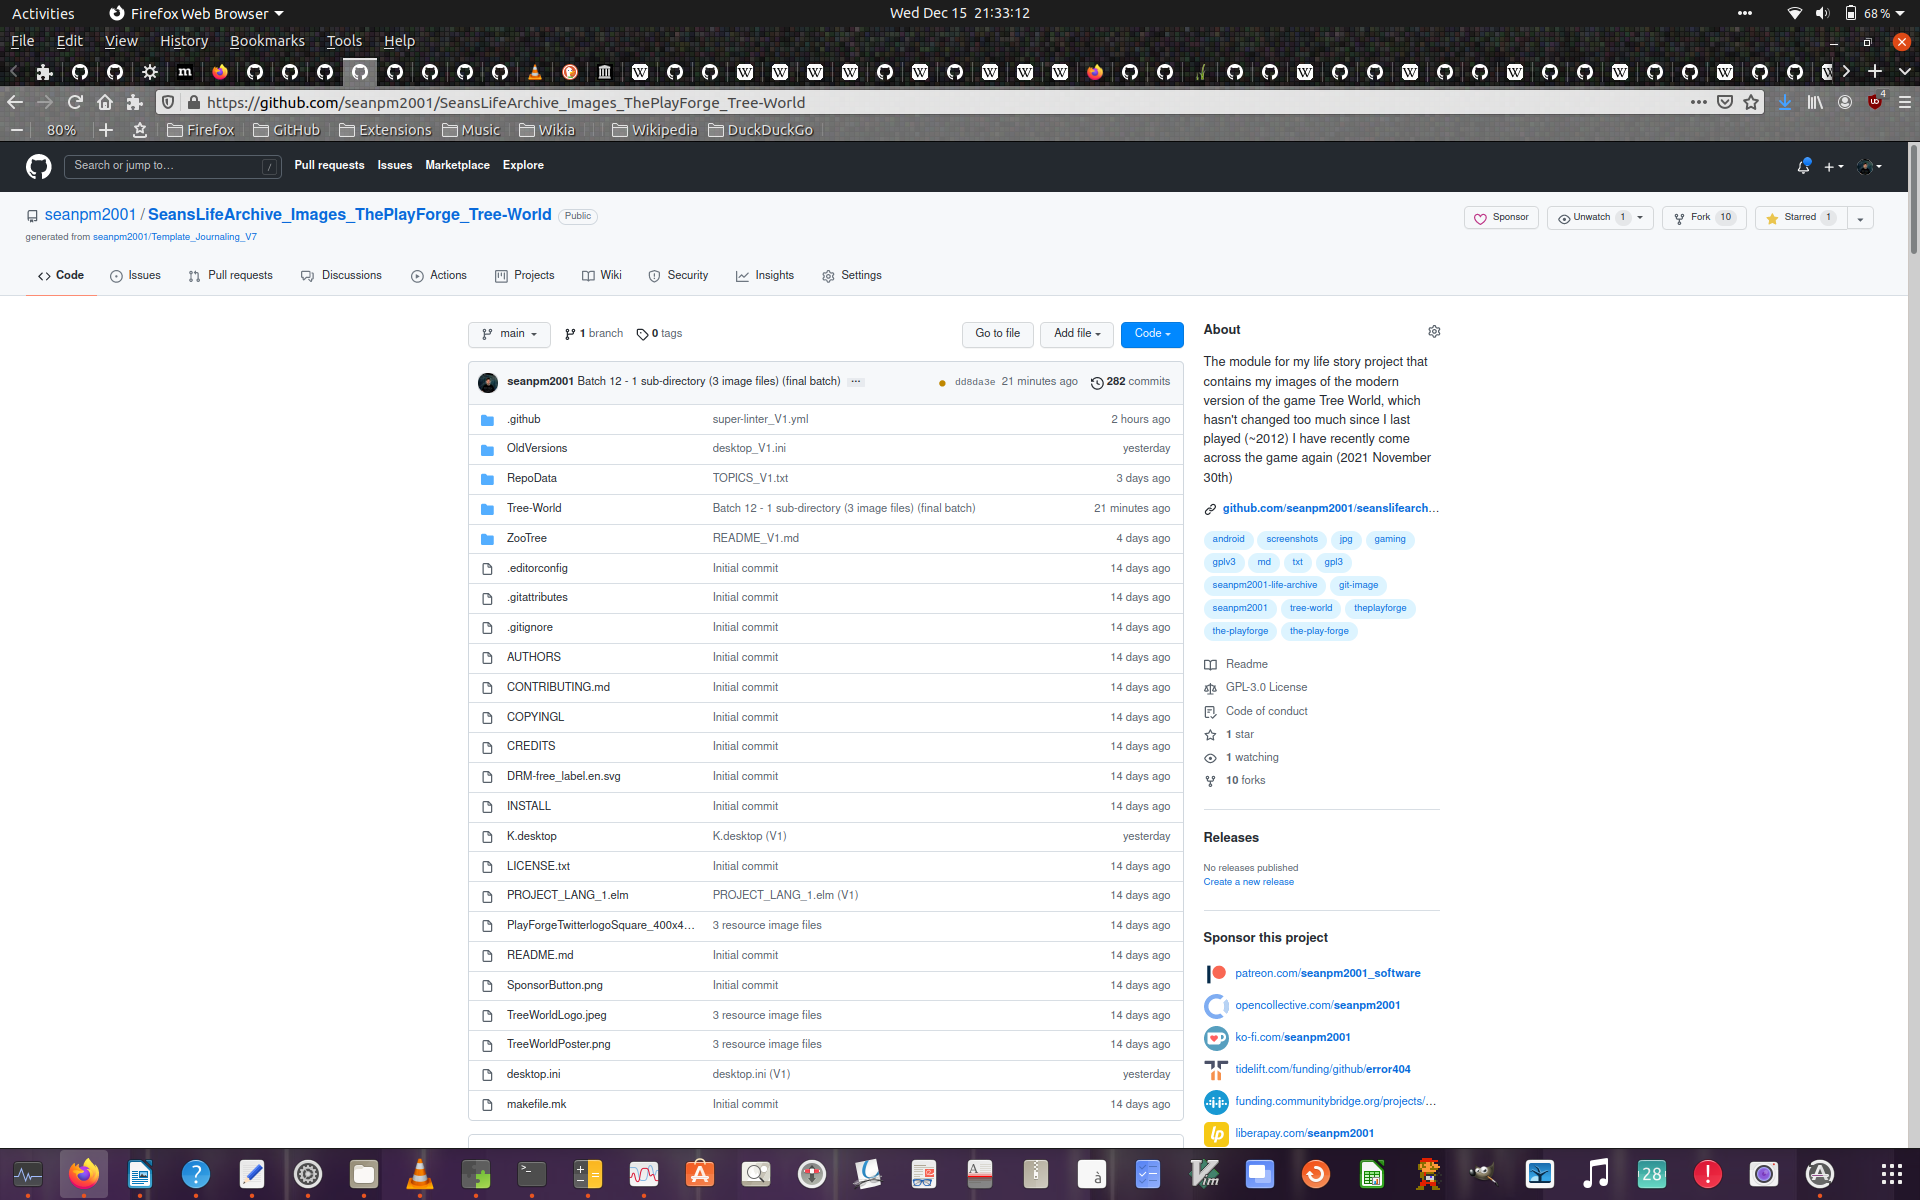 Activities Firefox Web Browser Wed Dec 15 21:33:12 68 %
File Edit View History Bookmarks Tools Help
https://github.com/seanpm2001/SeansLifeArchive_Images_ThePlayForge_Tree-World 4
80% Firefox GitHub Extensions Music Wikia Wikipedia DuckDuckGo
Search or jump to... / Pull requests Issues Marketplace Explore
seanpm2001 / SeansLifeArchive_Images_ThePlayForge_Tree-World Public Sponsor Unwatch 1 Fork 10 Starred 1
generated from seanpm2001/Template_Journaling_V7
Code Issues Pull requests Discussions Actions Projects Wiki Security Insights Settings
main 1 branch 0 tags Go to file Add file Code
seanpm2001 Batch 12 - 1 sub-directory (3 image files) (final batch) ... dd8da3e 21 minutes ago 282 commits
.github super-linter_V1.yml 2 hours ago
OldVersions desktop_V1.ini yesterday
RepoData TOPICS_V1.txt 3 days ago
Tree-World Batch 12 - 1 sub-directory (3 image files) (final batch) 21 minutes ago
ZooTree README_V1.md 4 days ago
.editorconfig Initial commit 14 days ago
.gitattributes Initial commit 14 days ago
.gitignore Initial commit 14 days ago
AUTHORS Initial commit 14 days ago
CONTRIBUTING.md Initial commit 14 days ago
COPYINGL Initial commit 14 days ago
CREDITS Initial commit 14 days ago
DRM-free_label.en.svg Initial commit 14 days ago
INSTALL Initial commit 14 days ago
K.desktop K.desktop (V1) yesterday
LICENSE.txt Initial commit 14 days ago
PROJECT_LANG_1.elm PROJECT_LANG_1.elm (V1) 14 days ago
PlayForgeTwitterlogoSquare_400x4... 3 resource image files 14 days ago
README.md Initial commit 14 days ago
SponsorButton.png Initial commit 14 days ago
TreeWorldLogo.jpeg 3 resource image files 14 days ago
TreeWorldPoster.png 3 resource image files 14 days ago
desktop.ini desktop.ini (V1) yesterday
makefile.mk Initial commit 14 days ago
About
The module for my life story project that
contains my images of the modern
version of the game Tree World, which
hasn't changed too much since I last
played (~2012) I have recently come
across the game again (2021 November
30th)
github.com/seanpm2001/seanslifearch...
android screenshots jpg gaming
gplv3 md txt gpl3
seanpm2001-life-archive git-image
seanpm2001 tree-world theplayforge
the-playforge the-play-forge
Readme
GPL-3.0 License
Code of conduct
1 star
1 watching
10 forks
Releases
No releases published
Create a new release
Sponsor this project
patreon.com/seanpm2001_software
opencollective.com/seanpm2001
ko-fi.com/seanpm2001
tidelift.com/funding/github/error404
funding.communitybridge.org/projects/...
liberapay.com/seanpm2001
28